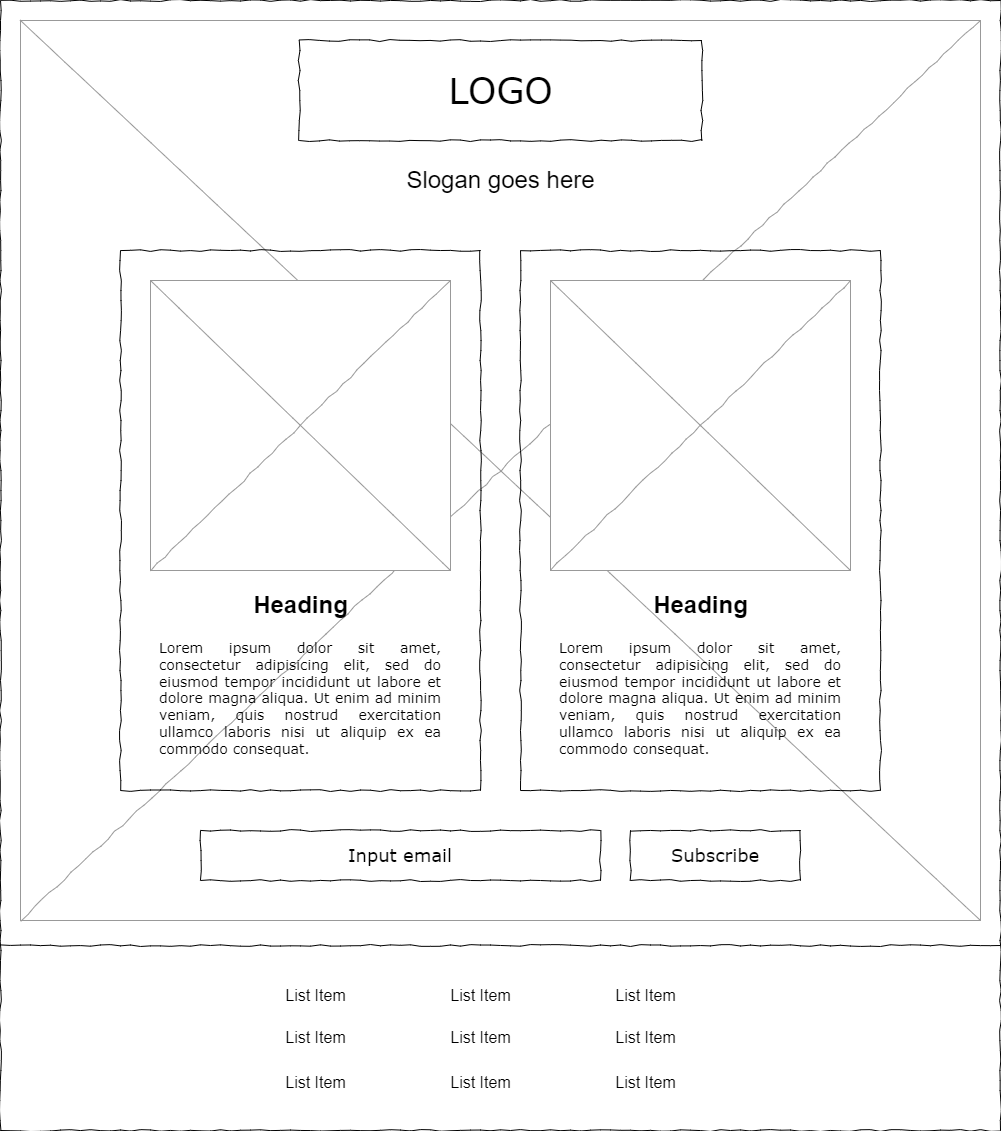 LOGO
Slogan goes here
Heading
Lorem ipsum dolor sit amet,
consectetur adipisicing elit, sed do
eiusmod tempor incididunt ut labore et
dolore magna aliqua. Ut enim ad minim
veniam, quis nostrud exercitation
ullamco laboris nisi ut aliquip ex ea
commodo consequat.
Heading
Lorem ipsum dolor sit amet,
consectetur adipisicing elit, sed do
eiusmod tempor incididunt ut labore et
dolore magna aliqua. Ut enim ad minim
veniam, quis nostrud exercitation
ullamco laboris nisi ut aliquip ex ea
commodo consequat.
Input email
Subscribe
List Item
List Item
List Item
List Item
List Item
List Item
List Item
List Item
List Item